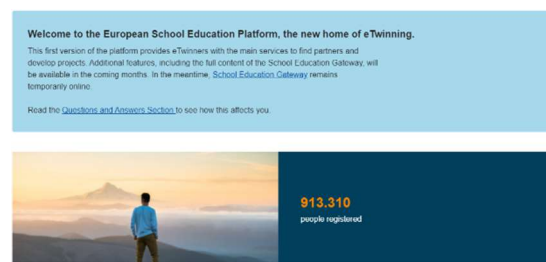 Welcome to the European School Education Platform, the new home of eTwinning.
This first version of the platform provides eTwinners with the main services to find partners and
develop projects. Additional features, including the full content of the School Education Gateway, will
be available in the coming months. In the meantime, School Education Gateway remains
temporarily online.
Read the Questions and Answers Section to see how this affects you.
913.310
people registered